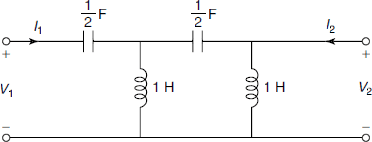 1/2 F 1/2 F
I1 I2
+ +
V1 1 H 1 H V2
– –